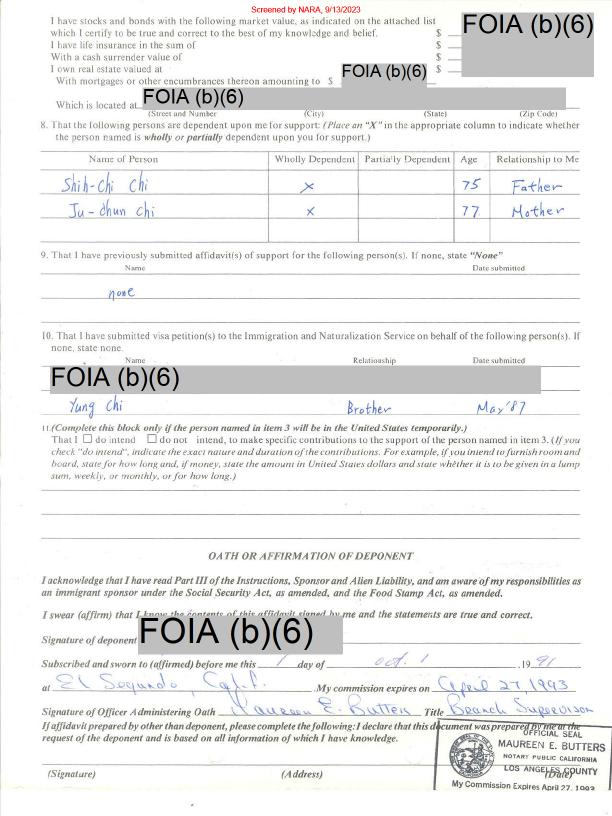 Screened by NARA, 9/13/2023
I have stocks and bonds with the following market value, as indicated on the attached list
which I certify to be true and correct to the best of my knowledge and belief. $ FOIA (b)(6)
I have life insurance in the sum of $
With a cash surrender value of $
I own real estate valued at $
With mortgages or other encumbrances thereon amounting to $ FOIA (b)(6)
Which is located at FOIA (b)(6)
(Street and Number) (City) (State) (Zip Code)
8. That the following persons are dependent upon me for support: (Place an "X" in the appropriate column to indicate whether
the person named is wholly or partially dependent upon you for support.)
Name of Person Wholly Dependent Partially Dependent Age Relationship to Me
Shih-Chi Chi X 75 Father
Ju-chun Chi X 77 Mother
9. That I have previously submitted affidavit(s) of support for the following person(s). If none, state "None"
Name Date submitted
none
10. That I have submitted visa petition(s) to the Immigration and Naturalization Service on behalf of the following person(s). If
none, state none.
Name Relationship Date submitted
FOIA (b)(6)
Yung Chi Brother May '87
11.(Complete this block only if the person named in item 3 will be in the United States temporarily.)
That I ☐ do intend ☐ do not intend, to make specific contributions to the support of the person named in item 3. (If you
check "do intend", indicate the exact nature and duration of the contributions. For example, if you intend to furnish room and
board, state for how long and, if money, state the amount in United States dollars and state whether it is to be given in a lump
sum, weekly, or monthly, or for how long.)
OATH OR AFFIRMATION OF DEPONENT
I acknowledge that I have read Part III of the Instructions, Sponsor and Alien Liability, and am aware of my responsibilities as
an immigrant sponsor under the Social Security Act, as amended, and the Food Stamp Act, as amended.
I swear (affirm) that I know the contents of this affidavit signed by me and the statements are true and correct.
Signature of deponent FOIA (b)(6)
Subscribed and sworn to (affirmed) before me this 1 day of Oct. 1 ,19 91
at El Segundo, Calif. My commission expires on April 27 1993
Signature of Officer Administering Oath Maureen E. Butters Title Branch Supervisor
If affidavit prepared by other than deponent, please complete the following: I declare that this document was prepared by me at the
request of the deponent and is based on all information of which I have knowledge.
OFFICIAL SEAL
MAUREEN E. BUTTERS
NOTARY PUBLIC CALIFORNIA
LOS ANGELES COUNTY
My Commission Expires April 27, 1993
(Signature) (Address) (Date)